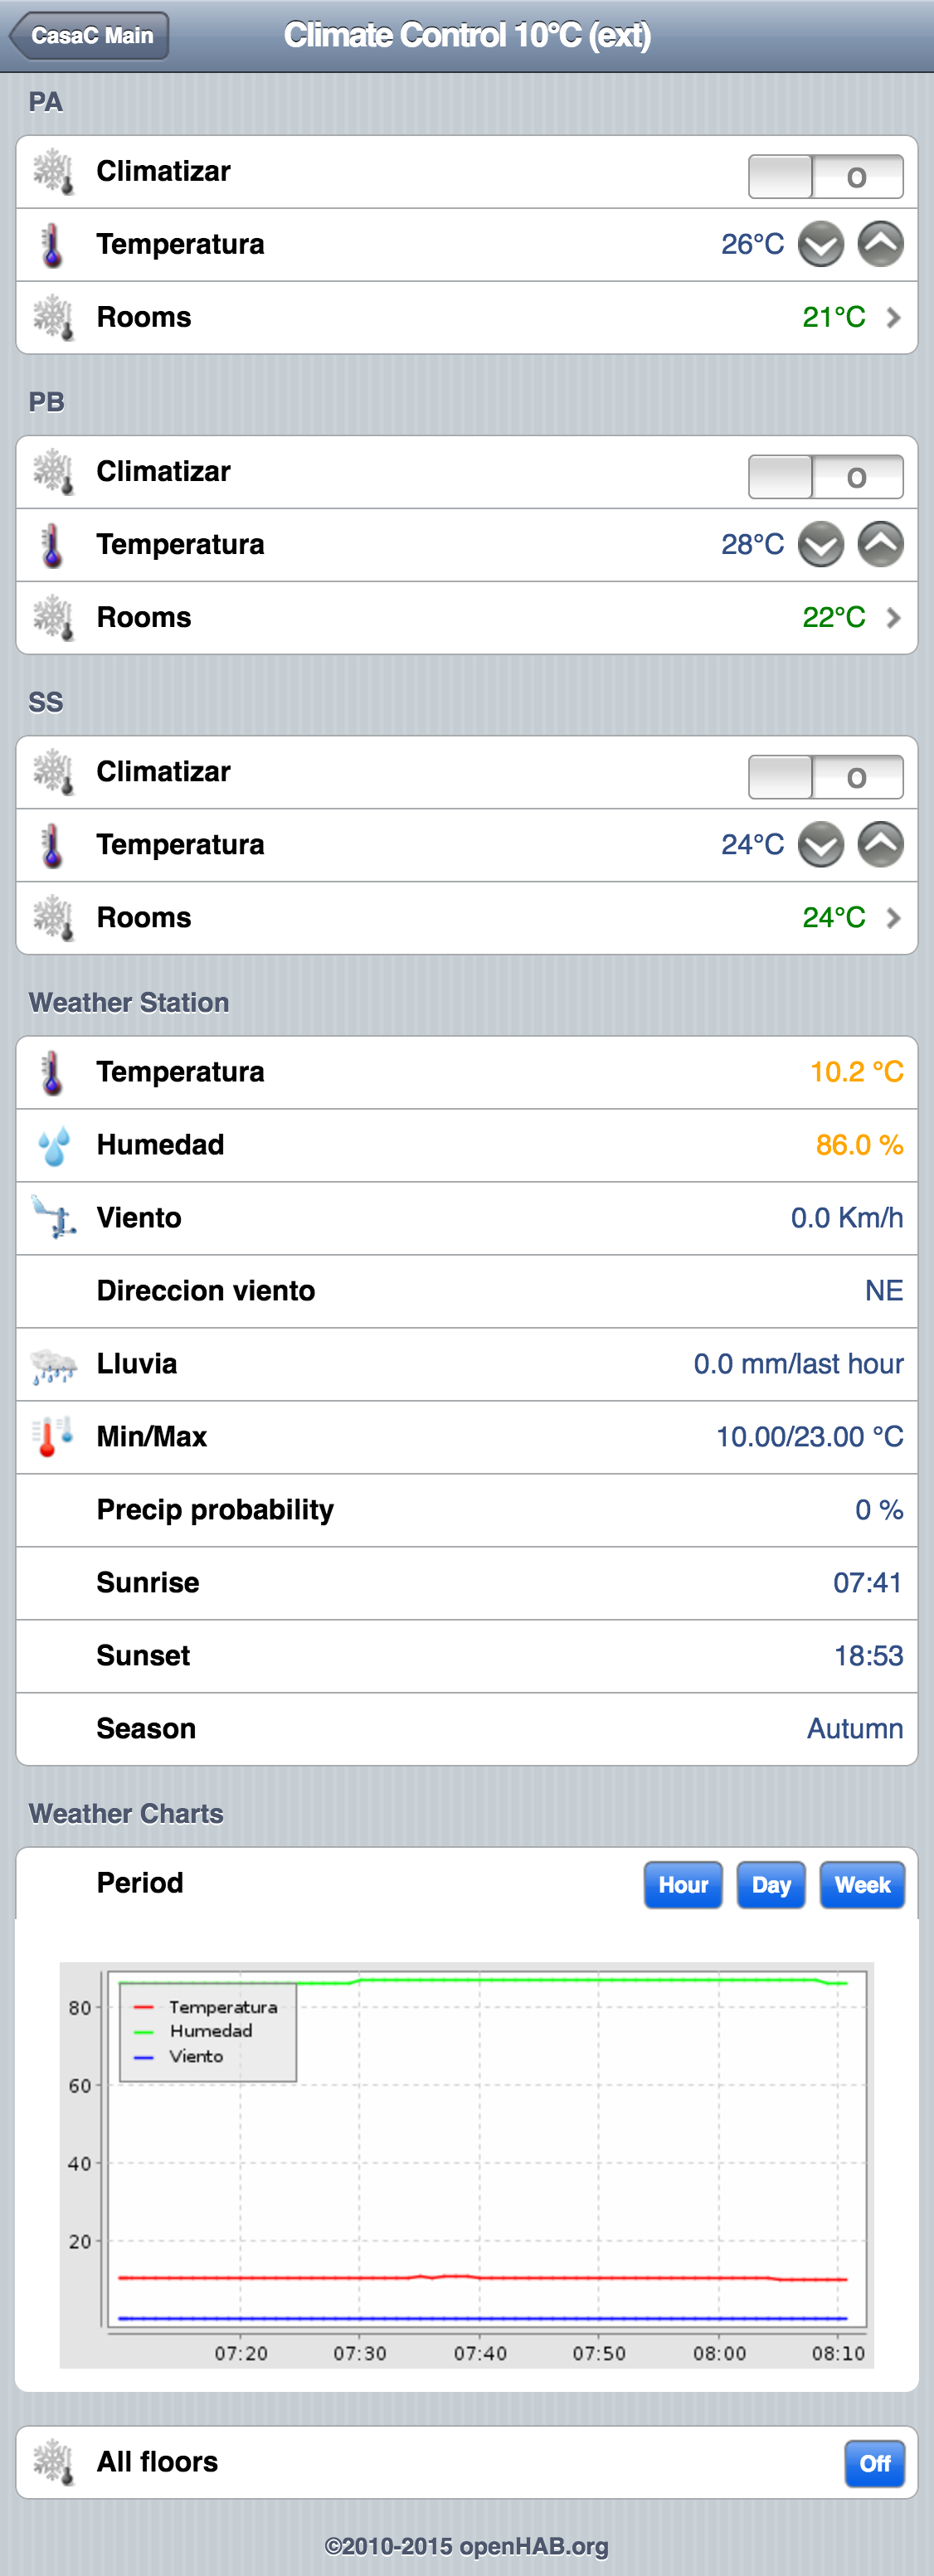 CasaC Main
Climate Control 10°C (ext)
PA
Climatizar O
Temperatura 26°C
Rooms 21°C
PB
Climatizar O
Temperatura 28°C
Rooms 22°C
SS
Climatizar O
Temperatura 24°C
Rooms 24°C
Weather Station
Temperatura 10.2 °C
Humedad 86.0 %
Viento 0.0 Km/h
Direccion viento NE
Lluvia 0.0 mm/last hour
Min/Max 10.00/23.00 °C
Precip probability 0 %
Sunrise 07:41
Sunset 18:53
Season Autumn
Weather Charts
Period Hour Day Week
Temperatura
Humedad
Viento
80
60
40
20
07:20 07:30 07:40 07:50 08:00 08:10
All floors Off
©2010-2015 openHAB.org